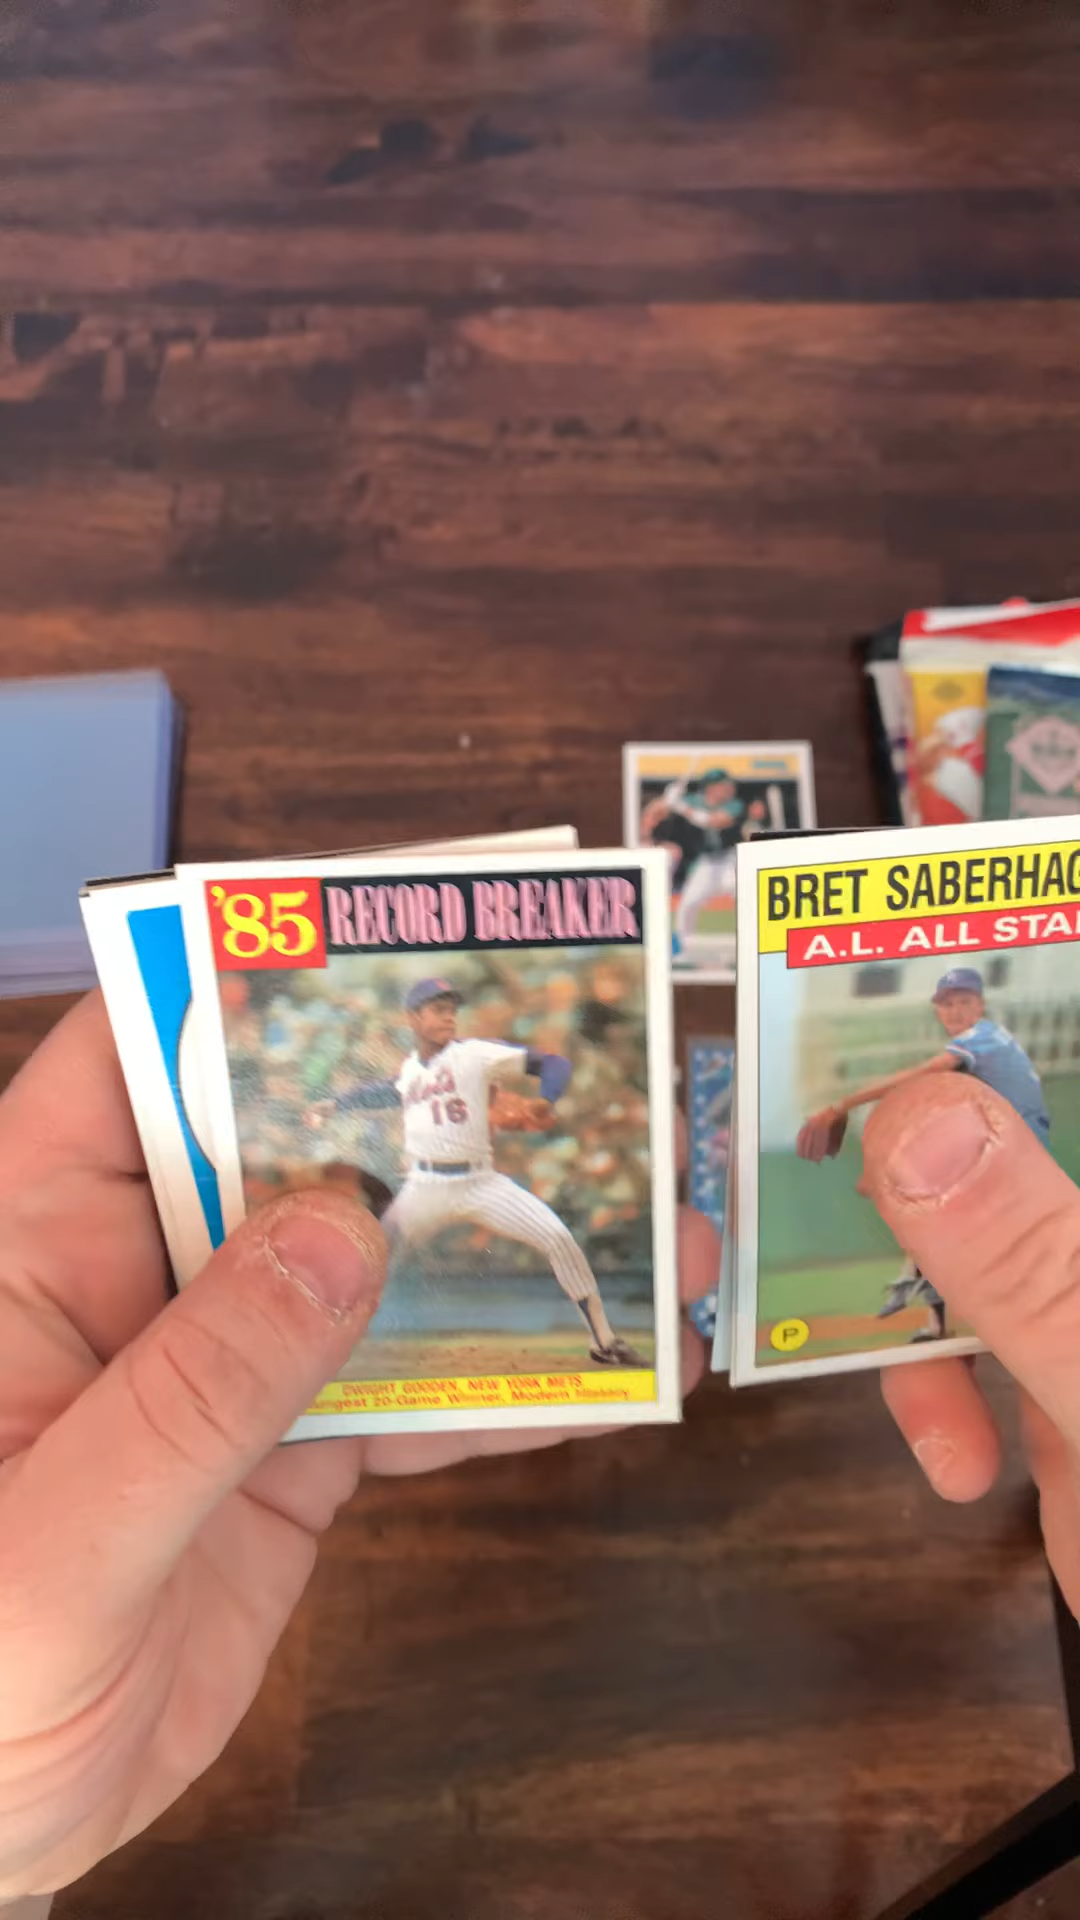 '85 RECORD BREAKER
Mets
16
DWIGHT GOODEN, NEW YORK METS
ungest 20-Game Winner, Modern History
BRET SABERHAG
A.L. ALL STA
P